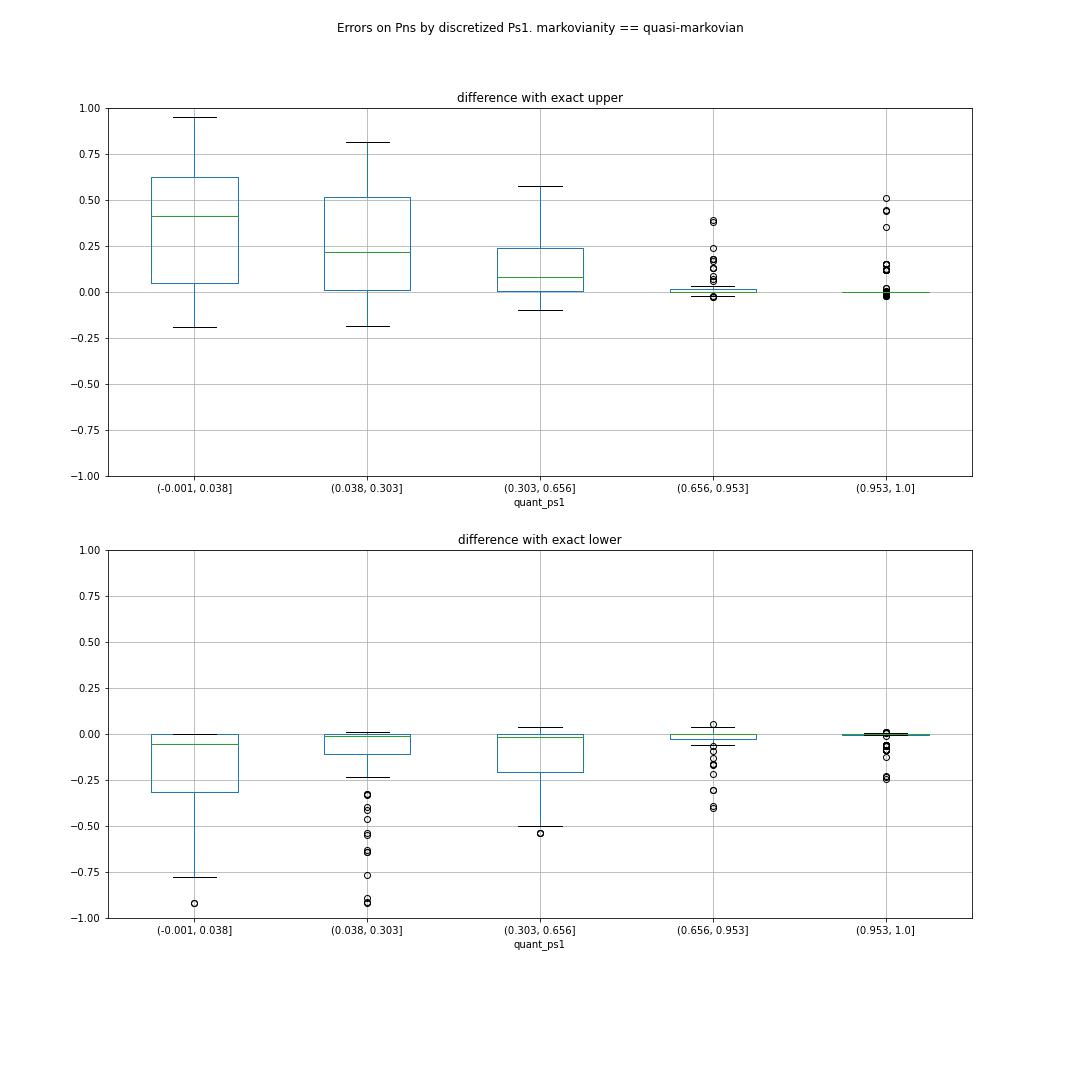 Errors on Pns by discretized Ps1. markovianity == quasi-markovian
difference with exact upper
1.00
0.75
0.50
0.25
0.00
−0.25
−0.50
−0.75
−1.00
(-0.001, 0.038] (0.038, 0.303] (0.303, 0.656] (0.656, 0.953] (0.953, 1.0]
quant_ps1
difference with exact lower
1.00
0.75
0.50
0.25
0.00
−0.25
−0.50
−0.75
−1.00
(-0.001, 0.038] (0.038, 0.303] (0.303, 0.656] (0.656, 0.953] (0.953, 1.0]
quant_ps1